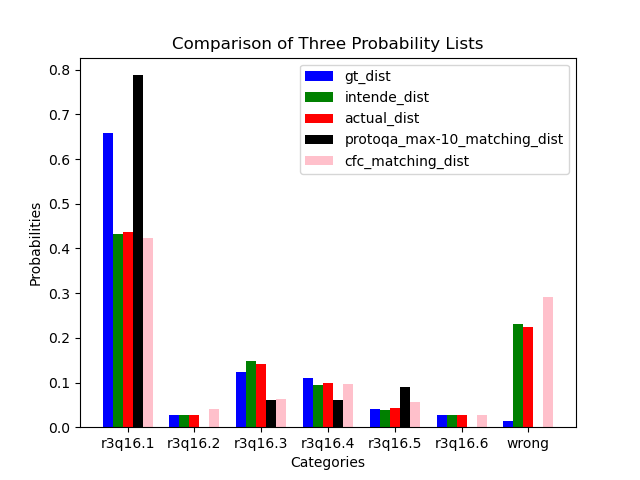 Comparison of Three Probability Lists
gt_dist
intende_dist
actual_dist
protoqa_max-10_matching_dist
cfc_matching_dist
Probabilities
0.8
0.7
0.6
0.5
0.4
0.3
0.2
0.1
0.0
r3q16.1 r3q16.2 r3q16.3 r3q16.4 r3q16.5 r3q16.6 wrong
Categories